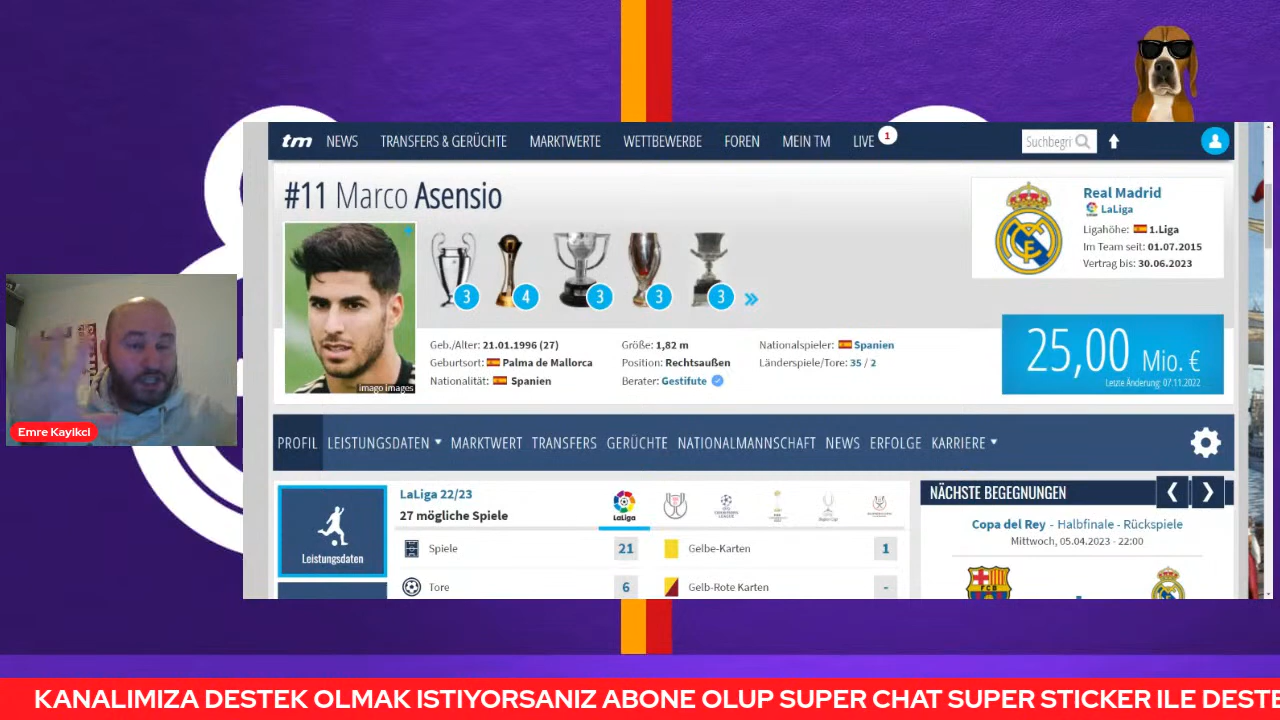 tm NEWS TRANSFERS & GERÜCHTE MARKTWERTE WETTBEWERBE FOREN MEIN TM LIVE 1 Suchbegri
#11 Marco Asensio
3 4 3 3 3
Real Madrid
LaLiga
Ligahöhe: 1.Liga
Im Team seit: 01.07.2015
Vertrag bis: 30.06.2023
Geb./Alter: 21.01.1996 (27)
Geburtsort: Palma de Mallorca
Nationalität: Spanien
Größe: 1,82 m
Position: Rechtsaußen
Berater: Gestifute
Nationalspieler: Spanien
Länderspiele/Tore: 35 / 2
25,00 Mio. €
Letzte Änderung: 07.11.2022
imago images
Emre Kayikci
PROFIL LEISTUNGSDATEN MARKTWERT TRANSFERS GERÜCHTE NATIONALMANNSCHAFT NEWS ERFOLGE KARRIERE
Leistungsdaten
LaLiga 22/23
27 mögliche Spiele
LaLiga
Spiele 21 Gelbe-Karten 1
Tore 6 Gelb-Rote Karten -
NÄCHSTE BEGEGNUNGEN
Copa del Rey - Halbfinale - Rückspiele
Mittwoch, 05.04.2023 - 22:00
KANALIMIZA DESTEK OLMAK ISTIYORSANIZ ABONE OLUP SUPER CHAT SUPER STICKER ILE DESTE